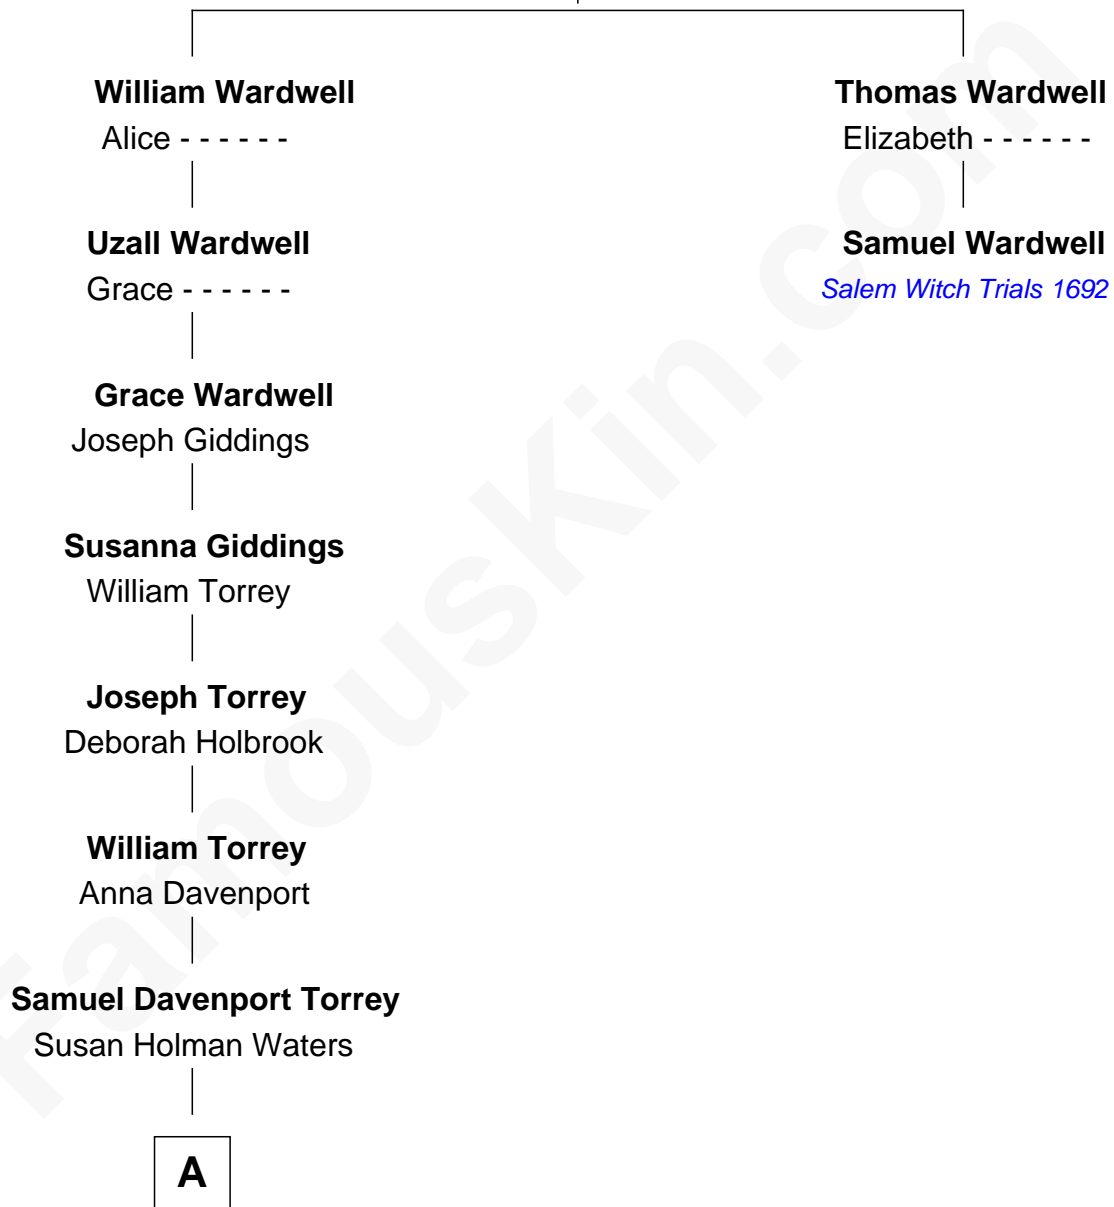 William Wardwell
Alice - - - - - -
Thomas Wardwell
Elizabeth - - - - - -
Uzall Wardwell
Grace - - - - - -
Samuel Wardwell
Salem Witch Trials 1692
Grace Wardwell
Joseph Giddings
Susanna Giddings
William Torrey
Joseph Torrey
Deborah Holbrook
William Torrey
Anna Davenport
Samuel Davenport Torrey
Susan Holman Waters
A
FamousKin.com